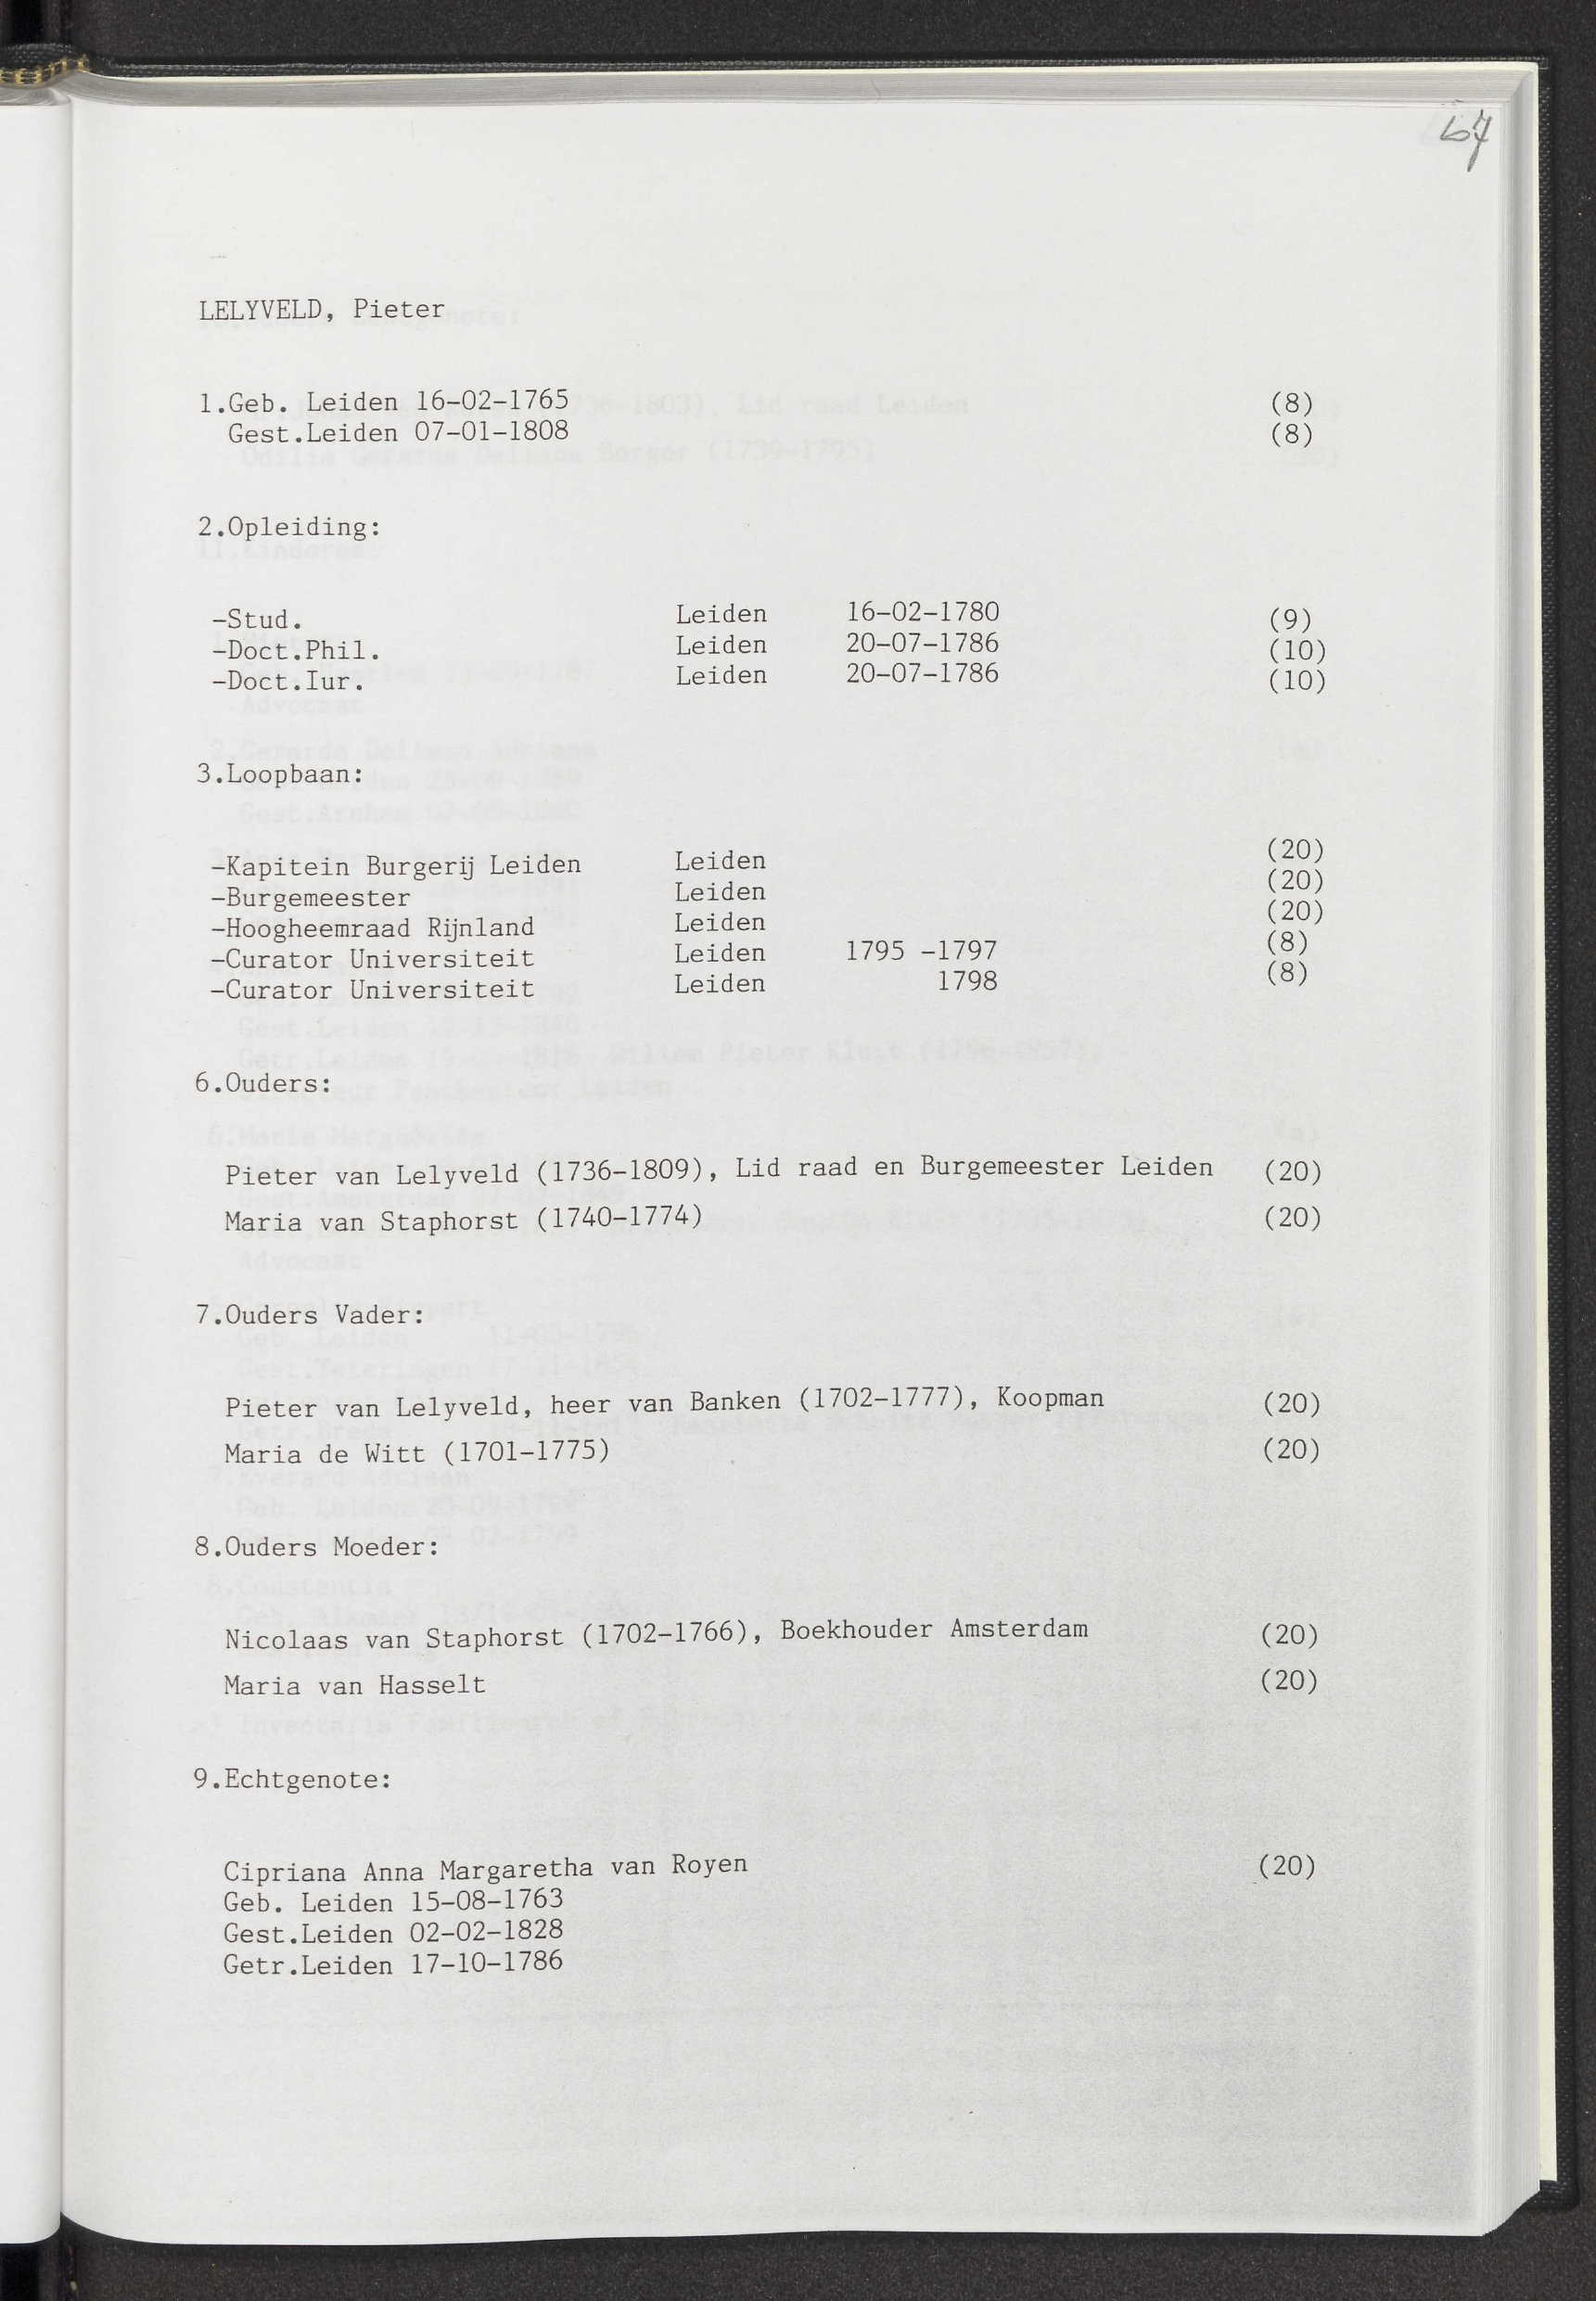 67
LELYVELD, Pieter
1.Geb. Leiden 16-02-1765 (8)
Gest.Leiden 07-01-1808 (8)
2.Opleiding:
-Stud. Leiden 16-02-1780 (9)
-Doct.Phil. Leiden 20-07-1786 (10)
-Doct.Iur. Leiden 20-07-1786 (10)
3.Loopbaan:
-Kapitein Burgerij Leiden Leiden (20)
-Burgemeester Leiden (20)
-Hoogheemraad Rijnland Leiden (20)
-Curator Universiteit Leiden 1795 -1797 (8)
-Curator Universiteit Leiden 1798 (8)
6.Ouders:
Pieter van Lelyveld (1736-1809), Lid raad en Burgemeester Leiden (20)
Maria van Staphorst (1740-1774) (20)
7.Ouders Vader:
Pieter van Lelyveld, heer van Banken (1702-1777), Koopman (20)
Maria de Witt (1701-1775) (20)
8.Ouders Moeder:
Nicolaas van Staphorst (1702-1766), Boekhouder Amsterdam (20)
Maria van Hasselt (20)
9.Echtgenote:
Cipriana Anna Margaretha van Royen (20)
Geb. Leiden 15-08-1763
Gest.Leiden 02-02-1828
Getr.Leiden 17-10-1786